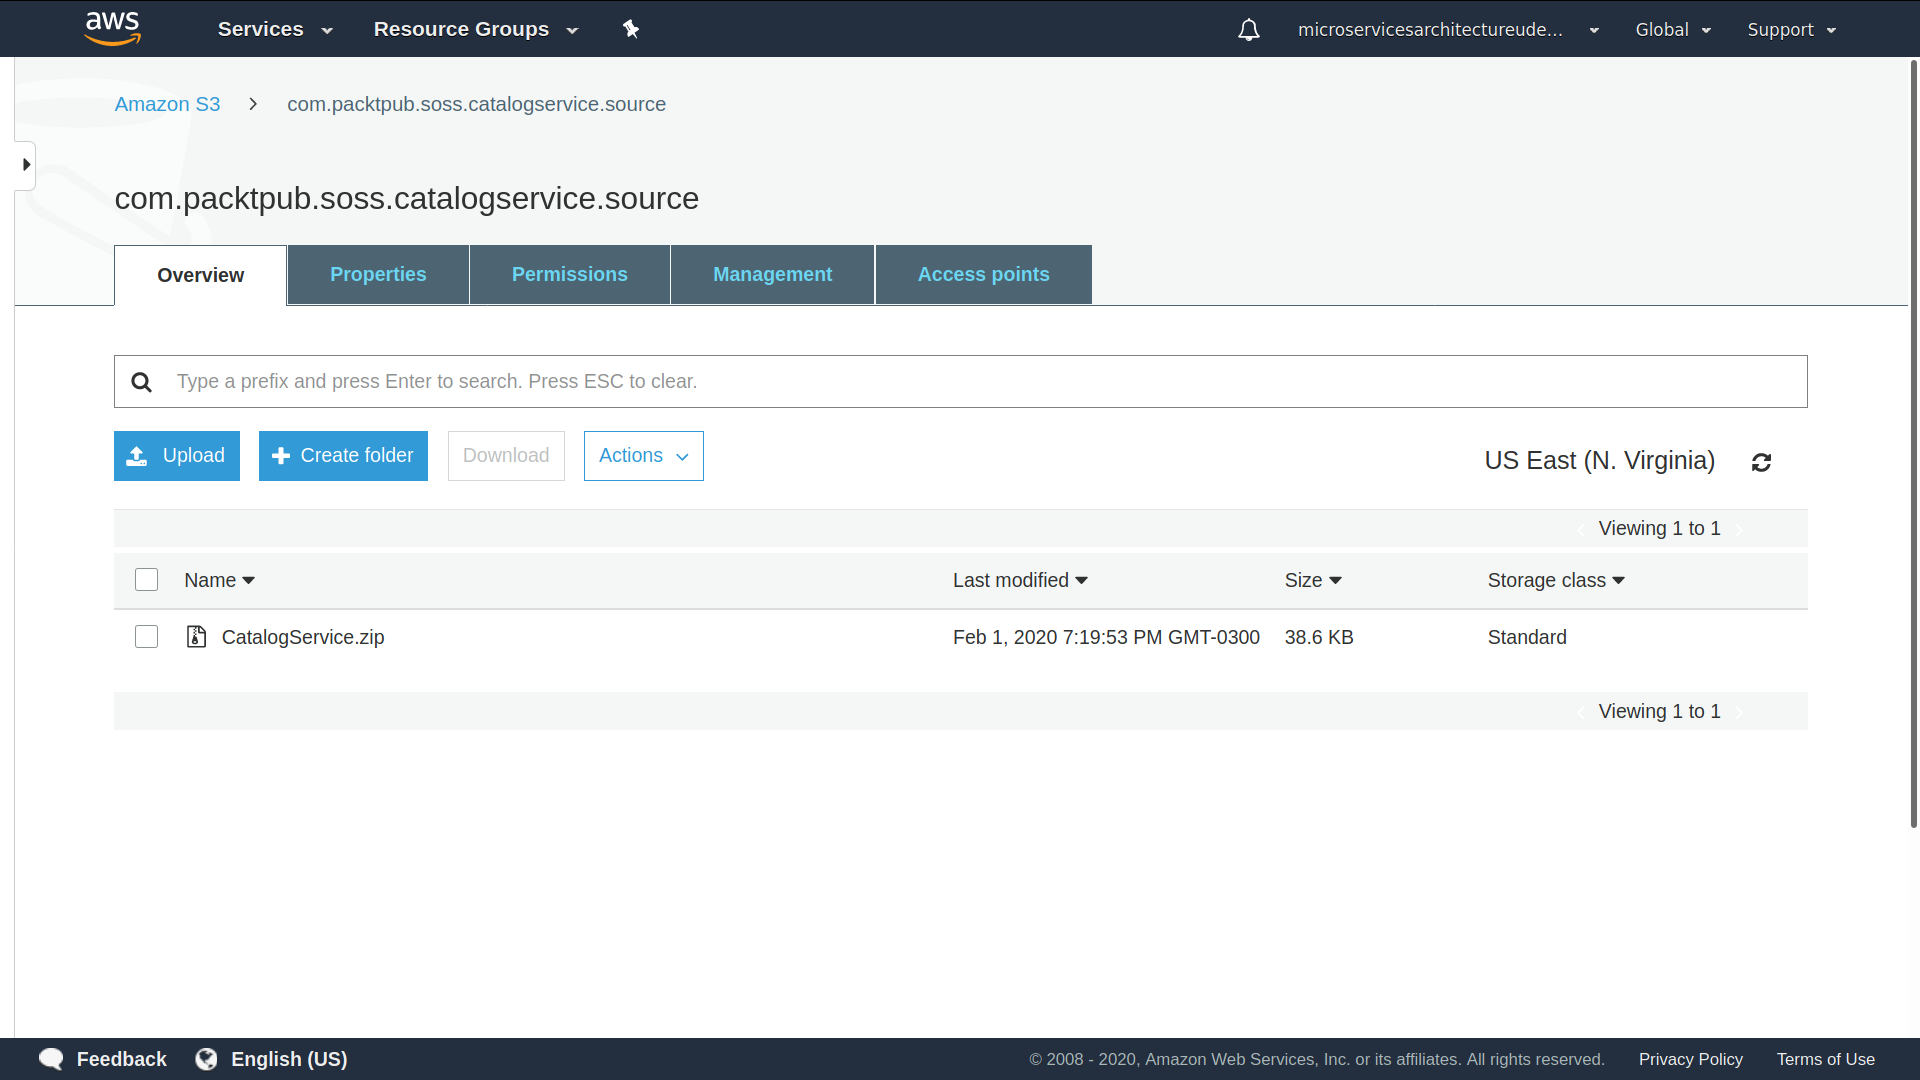 aws Services Resource Groups microservicesarchitectureude... Global Support
Amazon S3 com.packtpub.soss.catalogservice.source
com.packtpub.soss.catalogservice.source
Overview Properties Permissions Management Access points
Type a prefix and press Enter to search. Press ESC to clear.
Upload Create folder Download Actions US East (N. Virginia)
Viewing 1 to 1
Name Last modified Size Storage class
CatalogService.zip Feb 1, 2020 7:19:53 PM GMT-0300 38.6 KB Standard
Viewing 1 to 1
Feedback English (US) © 2008 - 2020, Amazon Web Services, Inc. or its affiliates. All rights reserved. Privacy Policy Terms of Use